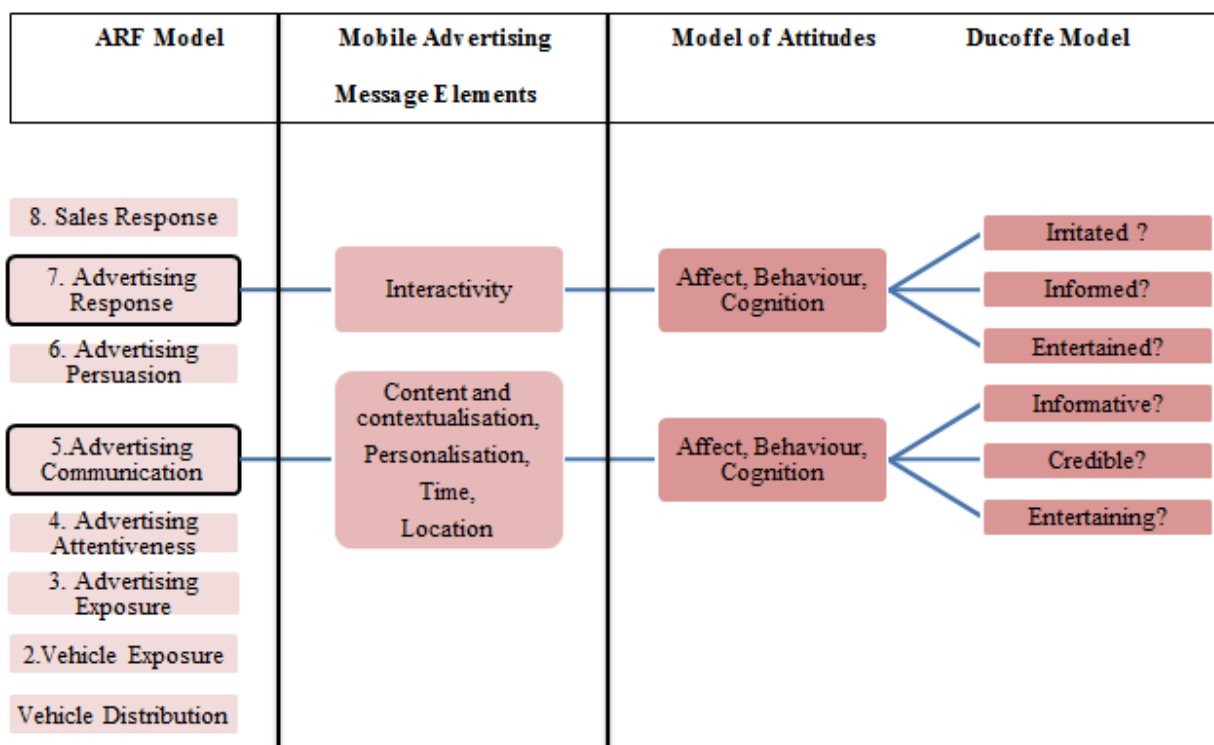 ARF Model
Mobile Advertising
Message Elements
Model of Attitudes
Ducoffe Model
8. Sales Response
7. Advertising
Response
6. Advertising
Persuasion
5.Advertising
Communication
4. Advertising
Attentiveness
3. Advertising
Exposure
2.Vehicle Exposure
Vehicle Distribution
Interactivity
Content and
contextualisation,
Personalisation,
Time,
Location
Affect, Behaviour,
Cognition
Affect, Behaviour,
Cognition
Irritated ?
Informed?
Entertained?
Informative?
Credible?
Entertaining?